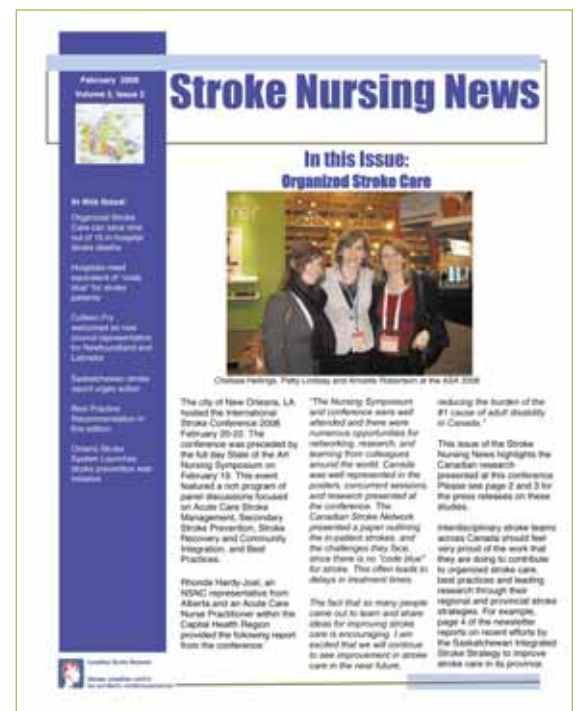 February 2008
Volume 3, Issue 2
Stroke Nursing News
In this Issue:
Organized Stroke Care
In this Issue:
Organized Stroke
Care can save nine
out of 10 in-hospital
stroke deaths
Hospitals need
equivalent of "code
blue" for stroke
patients
Colleen Fry
welcomed as new
council representative
for Newfoundland and
Labrador
Saskatchewan stroke
report urges action
Best Practice
Recommendation in
this edition
Ontario Stroke
System Launches
stroke prevention web
initiative
Chelsea Hellings, Patty Lindsay and Annette Robertson at the ASA 2008
The city of New Orleans, LA
hosted the International
Stroke Conference 2008
February 20-22. The
conference was preceded by
the full day State of the Art
Nursing Symposium on
February 19. This event
featured a rich program of
panel discussions focused
on Acute Care Stroke
Management, Secondary
Stroke Prevention, Stroke
Recovery and Community
Integration, and Best
Practices.
Rhonda Hardy-Joel, an
NSNC representative from
Alberta and an Acute Care
Nurse Practitioner within the
Capital Health Region
provided the following report
from the conference
"The Nursing Symposium
and conference were well
attended and there were
numerous opportunities for
networking, research, and
learning from colleagues
around the world. Canada
was well represented in the
posters, concurrent sessions,
and research presented at
the conference. The
Canadian Stroke Network
presented a paper outlining
the in-patient strokes, and
the challenges they face,
since there is no "code blue"
for stroke. This often leads to
delays in treatment times.
The fact that so many people
came out to learn and share
ideas for improving stroke
care is encouraging. I am
excited that we will continue
to see improvement in stroke
care in the near future,
reducing the burden of the
#1 cause of adult disability
in Canada."
This issue of the Stroke
Nursing News highlights the
Canadian research
presented at this conference
Please see page 2 and 3 for
the press releases on these
studies.
Interdisciplinary stroke teams
across Canada should feel
very proud of the work that
they are doing to contribute
to organized stroke care,
best practices and leading
research through their
regional and provincial stroke
strategies. For example,
page 4 of the newsletter
reports on recent efforts by
the Saskatchewan Integrated
Stroke Strategy to improve
stroke care in its province.
Canadian Stroke Network